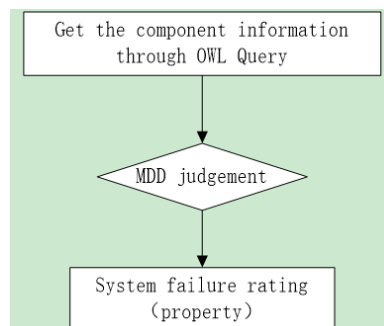 Get the component information
through OWL Query
MDD judgement
System failure rating
(property)